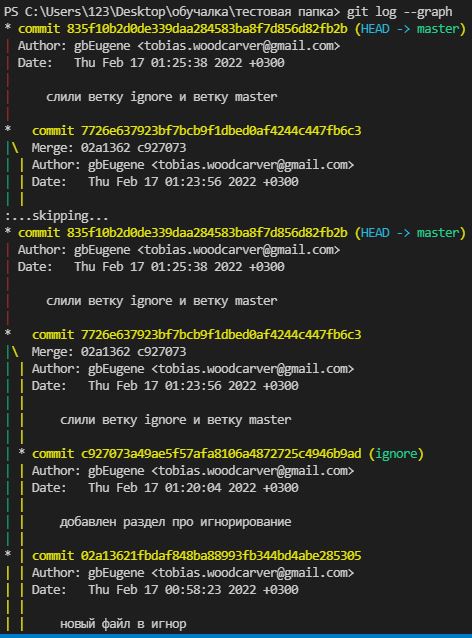 PS C:\Users\123\Desktop\обучалка\тестовая папка> git log --graph
* commit 835f10b2d0de339daa284583ba8f7d856d82fb2b (HEAD -> master)
| Author: gbEugene <tobias.woodcarver@gmail.com>
| Date:   Thu Feb 17 01:25:38 2022 +0300
|
|     слили ветку ignore и ветку master
|
*   commit 7726e637923bf7bcb9f1dbed0af4244c447fb6c3
|\  Merge: 02a1362 c927073
| | Author: gbEugene <tobias.woodcarver@gmail.com>
| | Date:   Thu Feb 17 01:23:56 2022 +0300
| |
:...skipping...
* commit 835f10b2d0de339daa284583ba8f7d856d82fb2b (HEAD -> master)
| Author: gbEugene <tobias.woodcarver@gmail.com>
| Date:   Thu Feb 17 01:25:38 2022 +0300
|
|     слили ветку ignore и ветку master
|
*   commit 7726e637923bf7bcb9f1dbed0af4244c447fb6c3
|\  Merge: 02a1362 c927073
| | Author: gbEugene <tobias.woodcarver@gmail.com>
| | Date:   Thu Feb 17 01:23:56 2022 +0300
| |
| |     слили ветку ignore и ветку master
| |
| * commit c927073a49ae5f57afa8106a4872725c4946b9ad (ignore)
| | Author: gbEugene <tobias.woodcarver@gmail.com>
| | Date:   Thu Feb 17 01:20:04 2022 +0300
| |
| |     добавлен раздел про игнорирование
| |
* | commit 02a13621fbdaf848ba88993fb344bd4abe285305
| | Author: gbEugene <tobias.woodcarver@gmail.com>
| | Date:   Thu Feb 17 00:58:23 2022 +0300
| |
| |     новый файл в игнор